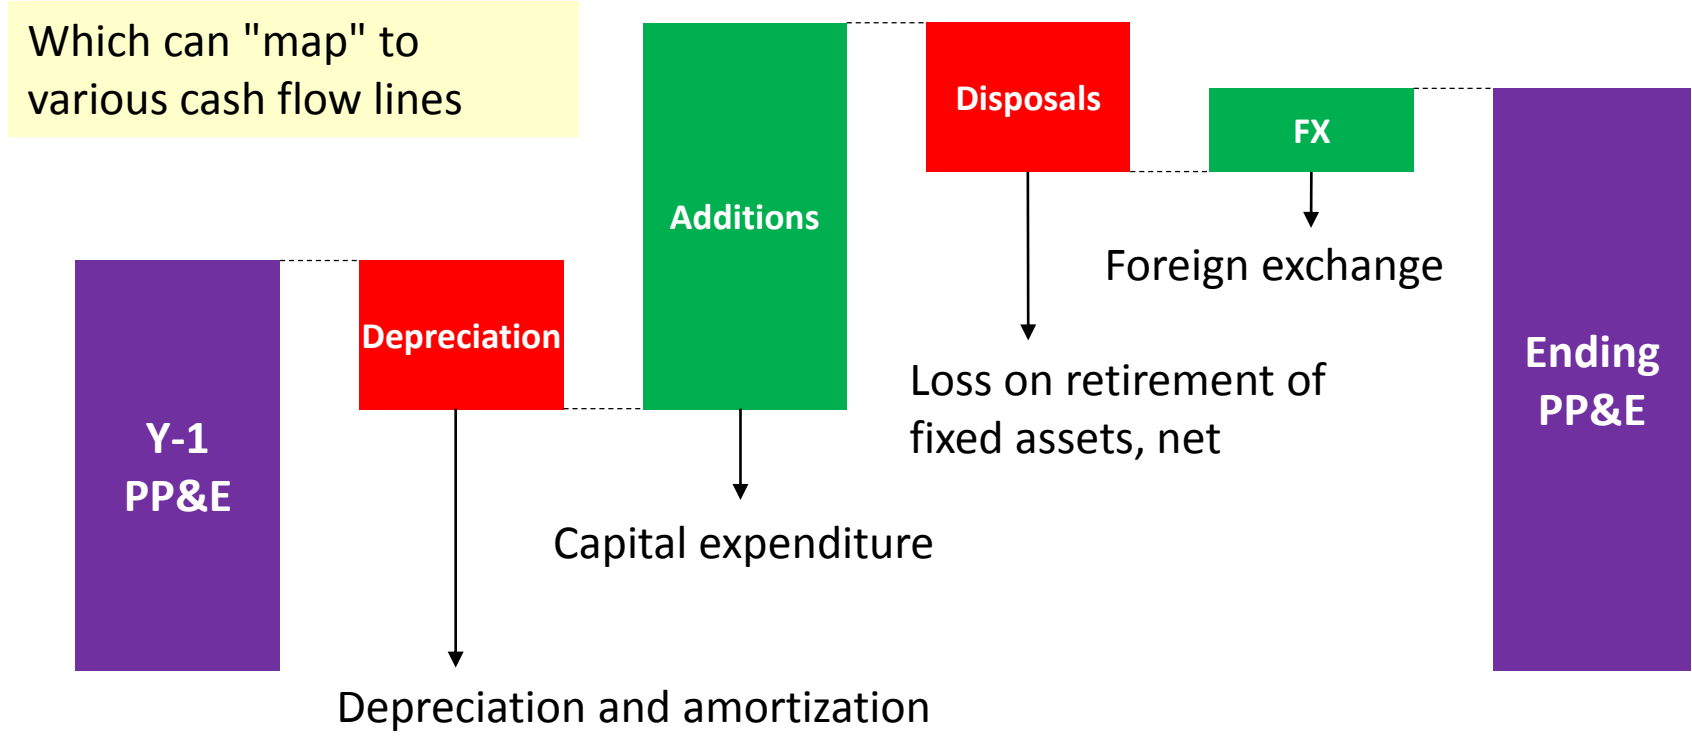 Which can "map" to
various cash flow lines
Y-1
PP&E
Depreciation
Additions
Disposals
FX
Ending
PP&E
Foreign exchange
Loss on retirement of
fixed assets, net
Capital expenditure
Depreciation and amortization